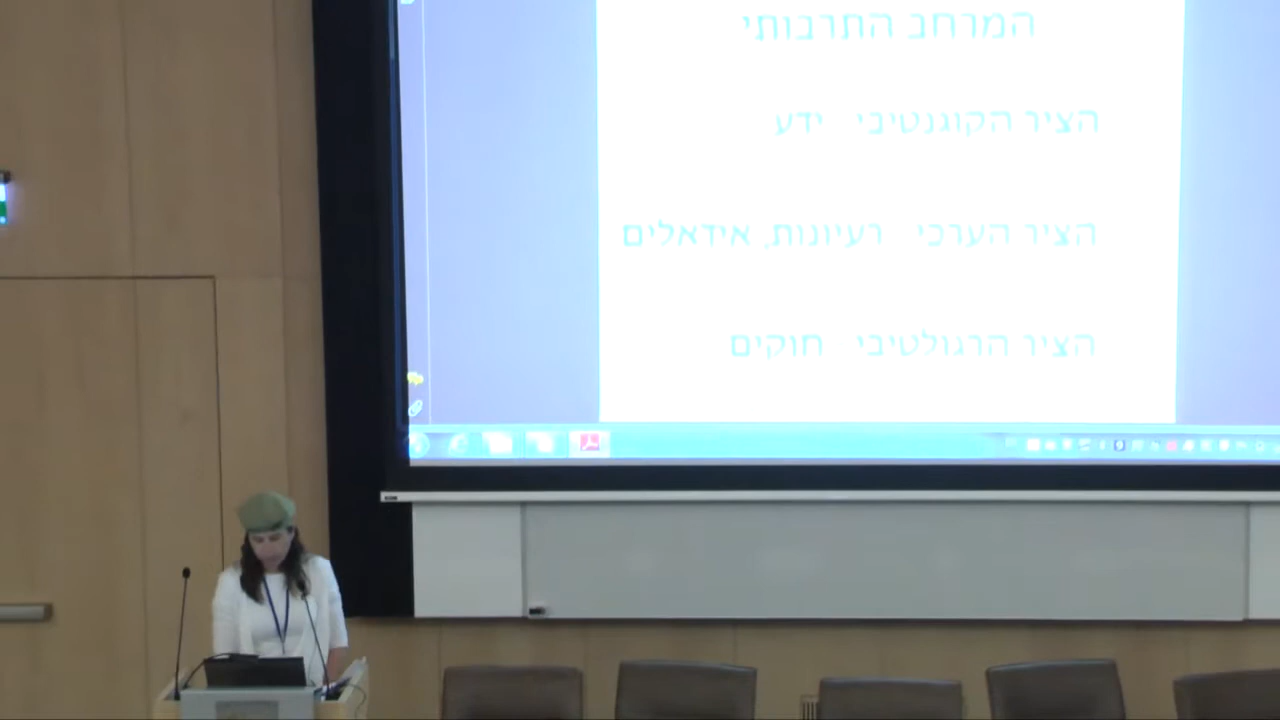 המרחב התרבותי
הציר הקוגנטיבי ידע
הציר הערכי רעיונות, אידאלים
הציר הרגולטיבי חוקים